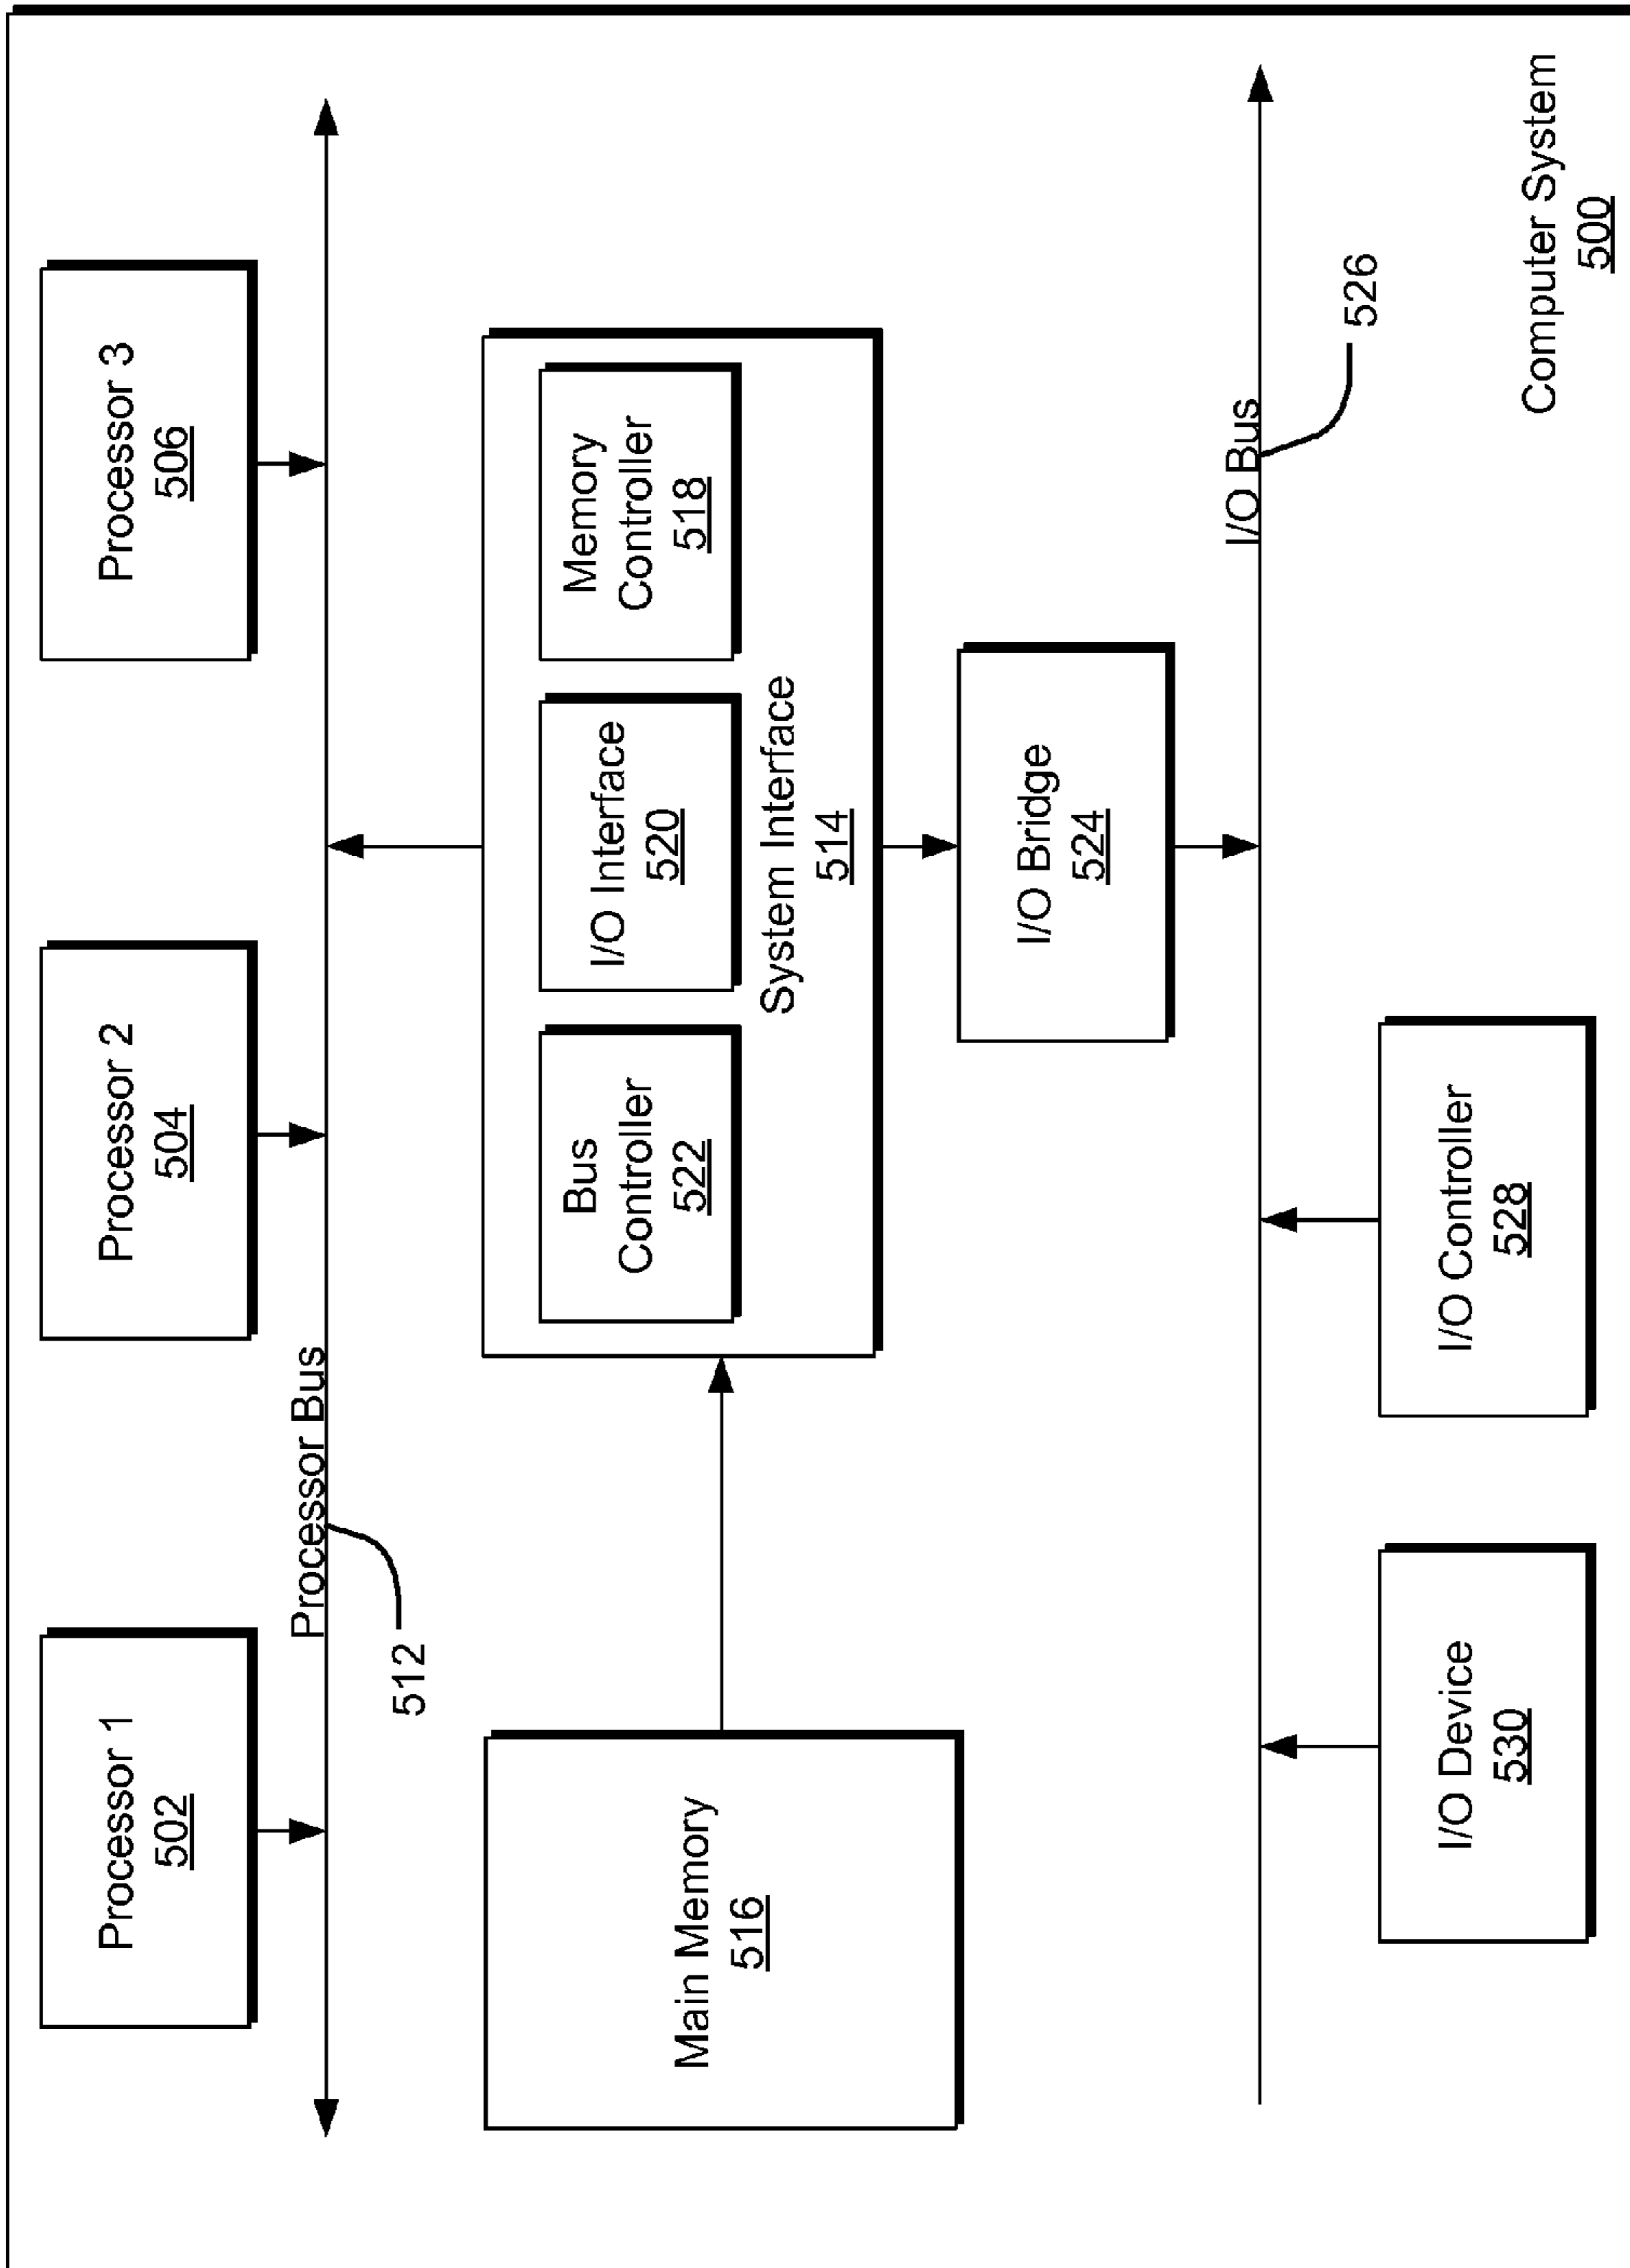 Processor 1
502
Processor 2
504
Processor 3
506
Processor Bus
512
Main Memory
516
Bus
Controller
522
I/O Interface
520
Memory
Controller
518
System Interface
514
I/O Bridge
524
I/O Bus
526
I/O Device
530
I/O Controller
528
Computer System
500